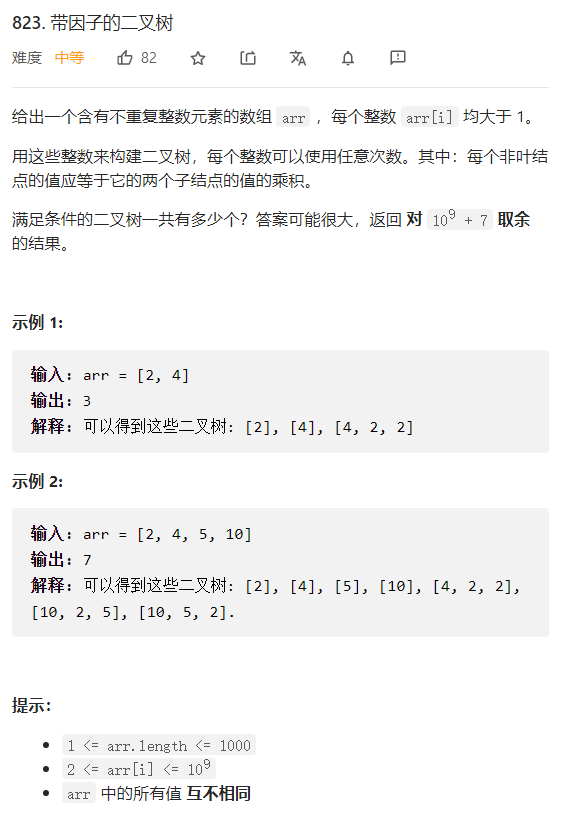 823. 带因子的二叉树
难度 中等 82
给出一个含有不重复整数元素的数组 arr ，每个整数 arr[i] 均大于 1。
用这些整数来构建二叉树，每个整数可以使用任意次数。其中：每个非叶结
点的值应等于它的两个子结点的值的乘积。
满足条件的二叉树一共有多少个？答案可能很大，返回 对 10^9 + 7 取余
的结果。
示例 1:
输入: arr = [2, 4]
输出: 3
解释: 可以得到这些二叉树: [2], [4], [4, 2, 2]
示例 2:
输入: arr = [2, 4, 5, 10]
输出: 7
解释: 可以得到这些二叉树: [2], [4], [5], [10], [4, 2, 2],
[10, 2, 5], [10, 5, 2].
提示：
1 <= arr.length <= 1000
2 <= arr[i] <= 10^9
arr 中的所有值 互不相同